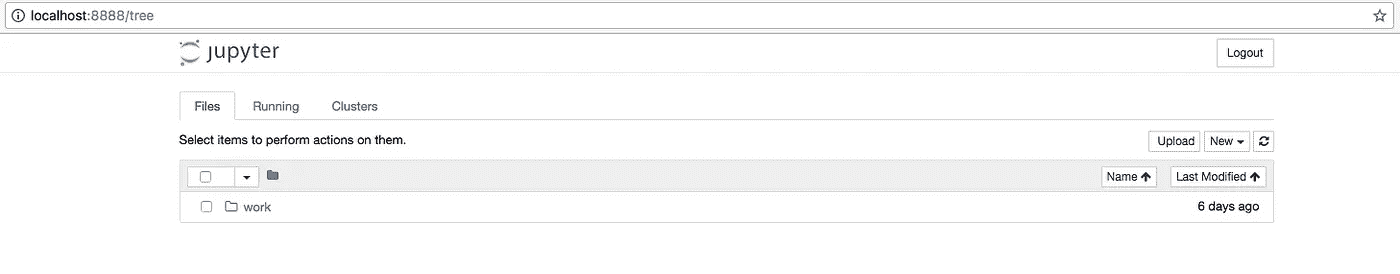 localhost:8888/tree
jupyter
Logout
Files Running Clusters
Select items to perform actions on them.
Upload New
Name Last Modified
work 6 days ago